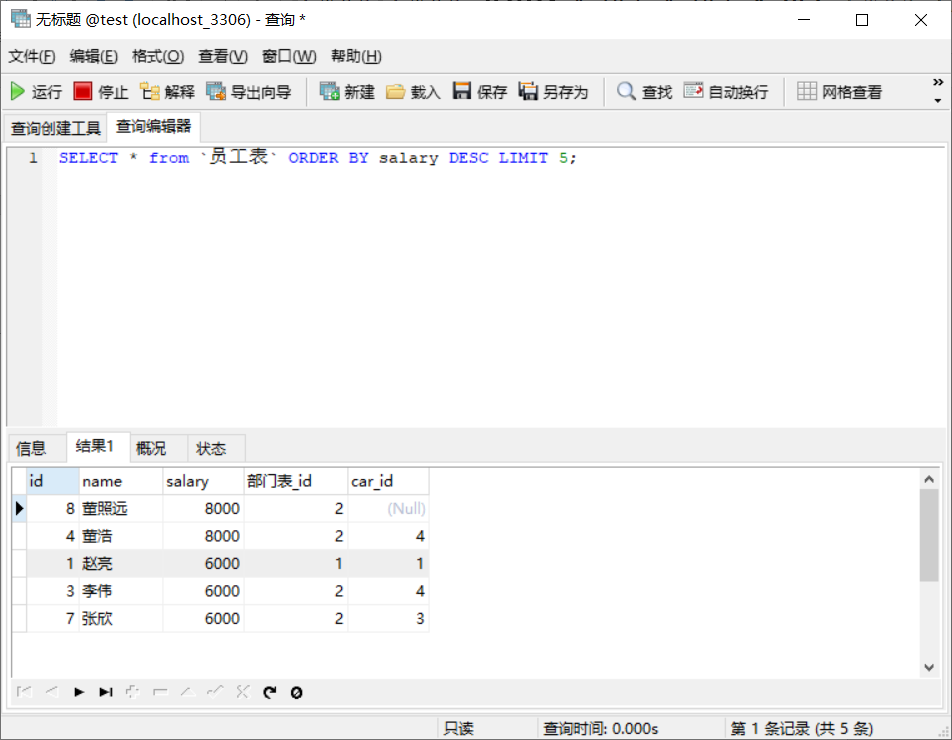 无标题 @test (localhost_3306) - 查询 *
文件(F) 编辑(E) 格式(O) 查看(V) 窗口(W) 帮助(H)
运行 停止 解释 导出向导 新建 载入 保存 另存为 查找 自动换行 网格查看 »
查询创建工具 查询编辑器
1 SELECT * from `员工表` ORDER BY salary DESC LIMIT 5;
信息 结果1 概况 状态
id name salary 部门表_id car_id
8 董照远 8000 2 (Null)
4 董浩 8000 2 4
1 赵亮 6000 1 1
3 李伟 6000 2 4
7 张欣 6000 2 3
只读 查询时间: 0.000s 第 1 条记录 (共 5 条)